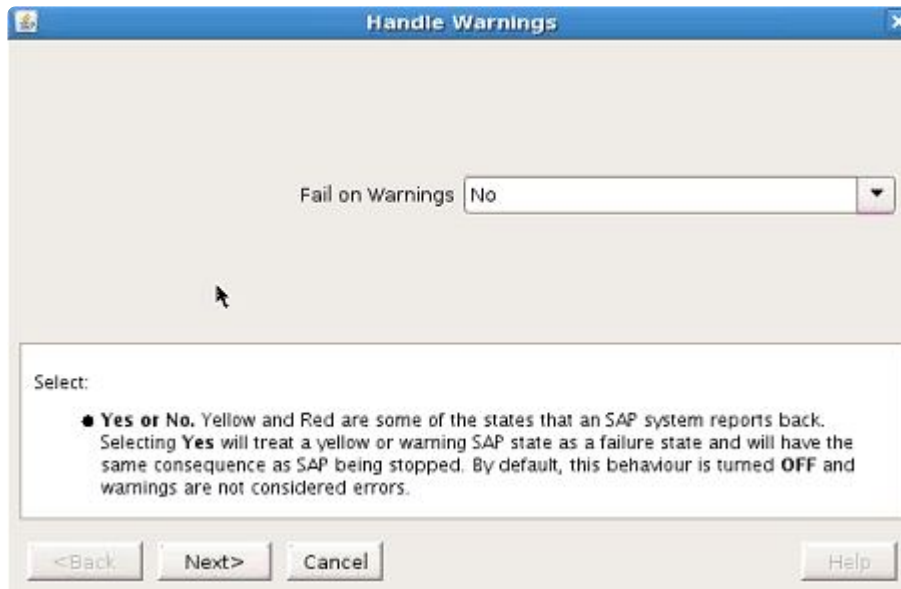 Handle Warnings
Fail on Warnings No
Select:
● Yes or No. Yellow and Red are some of the states that an SAP system reports back.
Selecting Yes will treat a yellow or warning SAP state as a failure state and will have the
same consequence as SAP being stopped. By default, this behaviour is turned OFF and
warnings are not considered errors.
<Back Next> Cancel Help